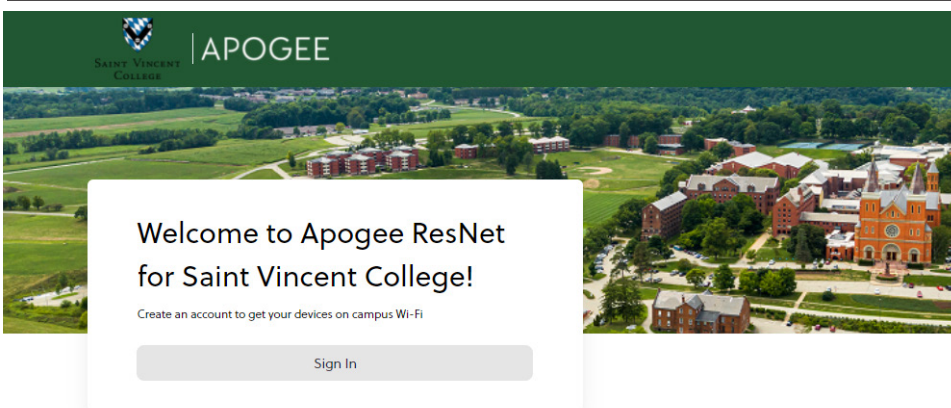 SAINT VINCENT
COLLEGE
APOGEE
Welcome to Apogee ResNet
for Saint Vincent College!
Create an account to get your devices on campus Wi-Fi
Sign In